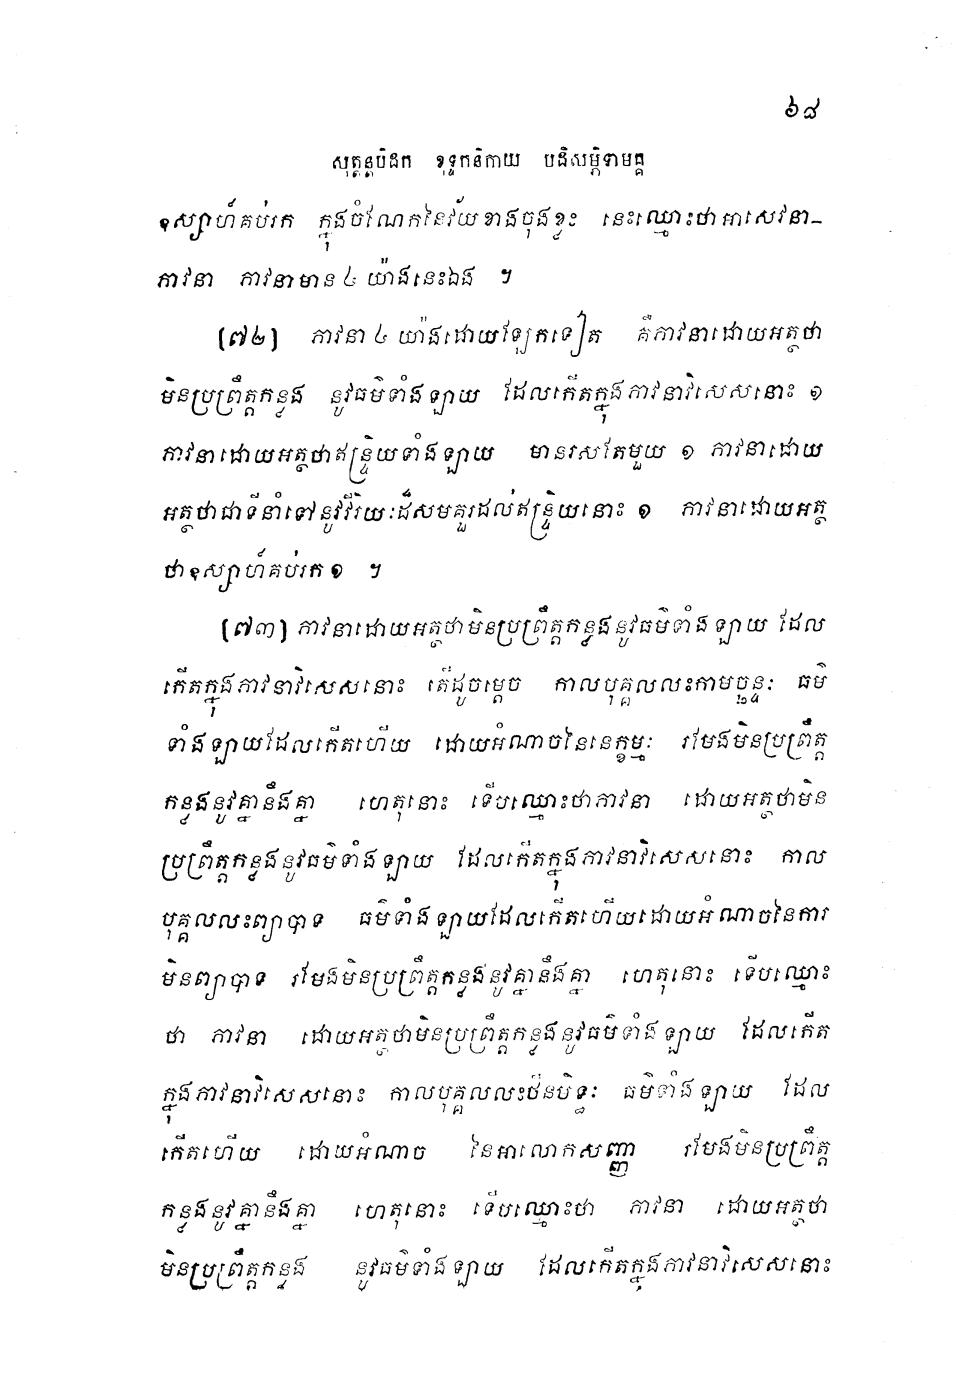 ៦៨
សុត្តន្តបិដក ខុទ្ទកនិកាយ បដិសម្ភិទាមគ្គ
ឧស្សាហ៍គប់រក ក្នុងចំណែកនៃវ័យខាងចុងខ្លះ នេះឈ្មោះថាអាសេវនា-
ភាវនា ភាវនាមាន ៤ យ៉ាងនេះឯង ។
(៧២) ភាវនា ៤ យ៉ាងដោយឡែកទៀត គឺភាវនាដោយអត្ថថា
មិនប្រព្រឹត្តកន្លង នូវធម៌ទាំងឡាយ ដែលកើតក្នុងភាវនាវិសេសនោះ ១
ភាវនាដោយអត្ថថាឥន្ទ្រិយទាំងឡាយ មានរសតែមួយ ១ ភាវនាដោយ
អត្ថថាជាទីនាំទៅនូវវីរិយៈដ៏សមគួរដល់ឥន្ទ្រិយនោះ ១ ភាវនាដោយអត្ថ
ថាឧស្សាហ៍គប់រក ១ ។
(៧៣) ភាវនាដោយអត្ថថាមិនប្រព្រឹត្តកន្លងនូវធម៌ទាំងឡាយ ដែល
កើតក្នុងភាវនាវិសេសនោះ តើដូចម្តេច កាលបុគ្គលលះកាមច្ឆន្ទៈ ធម៌
ទាំងឡាយដែលកើតហើយ ដោយអំណាចនៃនេក្ខម្មៈ រមែងមិនប្រព្រឹត្ត
កន្លងនូវគ្នានឹងគ្នា ហេតុនោះ ទើបឈ្មោះថាភាវនា ដោយអត្ថថាមិន
ប្រព្រឹត្តកន្លងនូវធម៌ទាំងឡាយ ដែលកើតក្នុងភាវនាវិសេសនោះ កាល
បុគ្គលលះព្យាបាទ ធម៌ទាំងឡាយដែលកើតហើយដោយអំណាចនៃការ
មិនព្យាបាទ រមែងមិនប្រព្រឹត្តកន្លងនូវគ្នានឹងគ្នា ហេតុនោះ ទើបឈ្មោះ
ថា ភាវនា ដោយអត្ថថាមិនប្រព្រឹត្តកន្លងនូវធម៌ទាំងឡាយ ដែលកើត
ក្នុងភាវនាវិសេសនោះ កាលបុគ្គលលះថីនមិទ្ធៈ ធម៌ទាំងឡាយ ដែល
កើតហើយ ដោយអំណាច នៃអាលោកសញ្ញា រមែងមិនប្រព្រឹត្ត
កន្លងនូវគ្នានឹងគ្នា ហេតុនោះ ទើបឈ្មោះថា ភាវនា ដោយអត្ថថា
មិនប្រព្រឹត្តកន្លង នូវធម៌ទាំងឡាយ ដែលកើតក្នុងភាវនាវិសេសនោះ